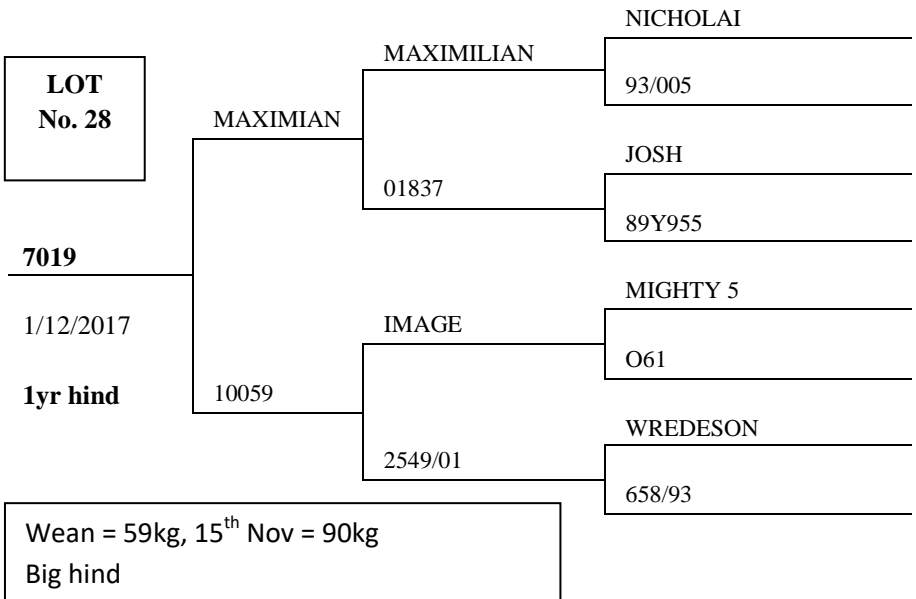 NICHOLAI
MAXIMILIAN
93/005
LOT
No. 28
MAXIMIAN
JOSH
01837
89Y955
7019
MIGHTY 5
1/12/2017
IMAGE
O61
1yr hind
10059
WREDESON
2549/01
658/93
Wean = 59kg, 15th Nov = 90kg
Big hind